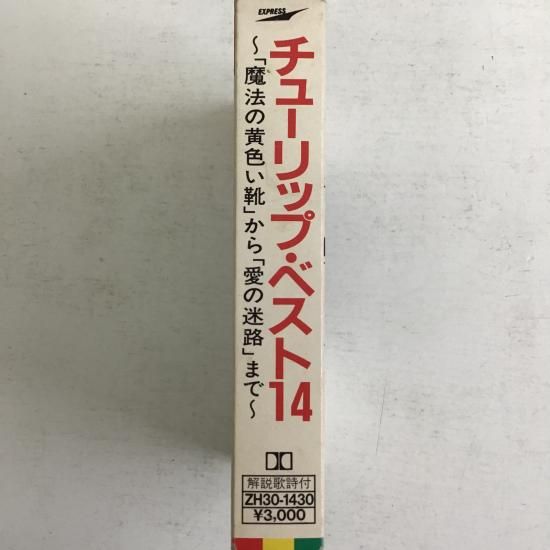 EXPRESS
チューリップ・ベスト14
~「魔法の黄色い靴」から「愛の迷路」まで~
解説歌詩付
ZH30-1430
¥3,000